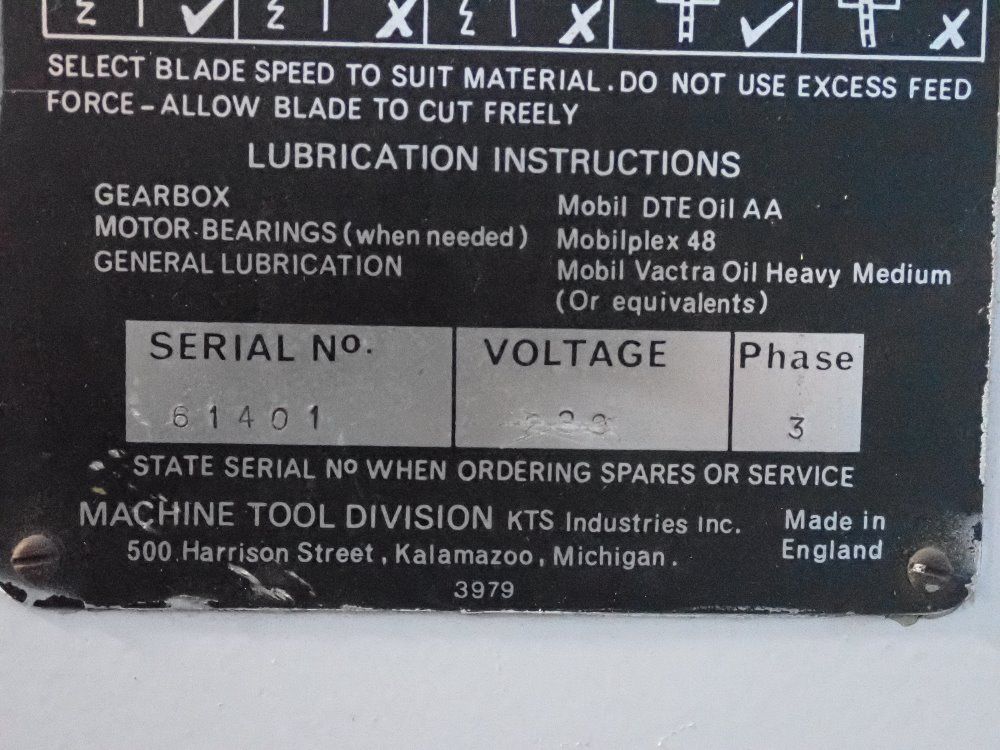 SELECT BLADE SPEED TO SUIT MATERIAL. DO NOT USE EXCESS FEED
FORCE - ALLOW BLADE TO CUT FREELY
LUBRICATION INSTRUCTIONS
GEARBOX Mobil DTE Oil AA
MOTOR BEARINGS (when needed) Mobilplex 48
GENERAL LUBRICATION Mobil Vactra Oil Heavy Medium
(Or equivalents)
SERIAL No. VOLTAGE Phase
61401 3
STATE SERIAL No WHEN ORDERING SPARES OR SERVICE
MACHINE TOOL DIVISION KTS Industries Inc. Made in
500 Harrison Street, Kalamazoo, Michigan. England
3979